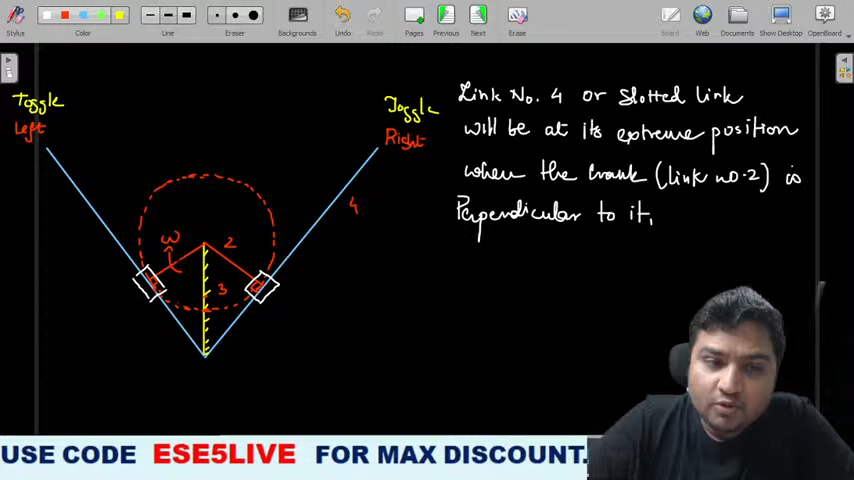 Stylus
Color
Line
Eraser
Backgrounds
Undo
Redo
Pages
Previous
Next
Erase
Board
Web
Documents
Show Desktop
OpenBoard
Toggle
Left
Toggle
Right
ω
2
3
4
Link No. 4 or slotted link
will be at its extreme position
when the crank (link no.2) is
Perpendicular to it,
USE CODE ESE5LIVE FOR MAX DISCOUNT.